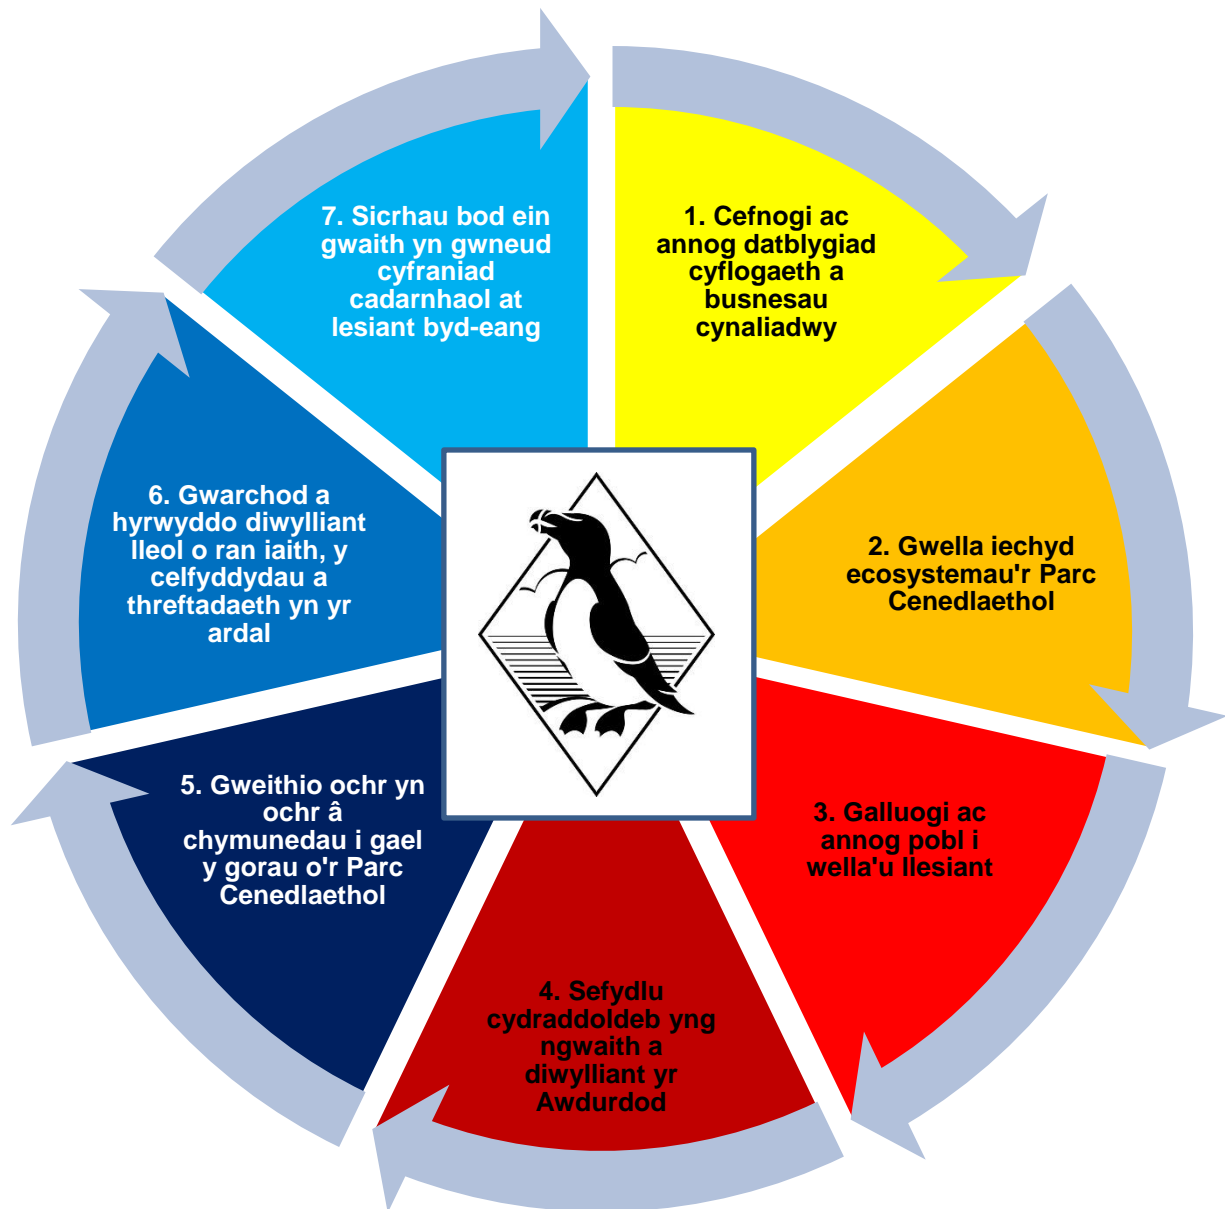 1. Cefnogi ac
annog datblygiad
cyflogaeth a
busnesau
cynaliadwy
2. Gwella iechyd
ecosystemau'r Parc
Cenedlaethol
3. Galluogi ac
annog pobl i
wella'u llesiant
4. Sefydlu
cydraddoldeb yng
ngwaith a
diwylliant yr
Awdurdod
5. Gweithio ochr yn
ochr â
chymunedau i gael
y gorau o'r Parc
Cenedlaethol
6. Gwarchod a
hyrwyddo diwylliant
lleol o ran iaith, y
celfyddydau a
threftadaeth yn yr
ardal
7. Sicrhau bod ein
gwaith yn gwneud
cyfraniad
cadarnhaol at
lesiant byd-eang